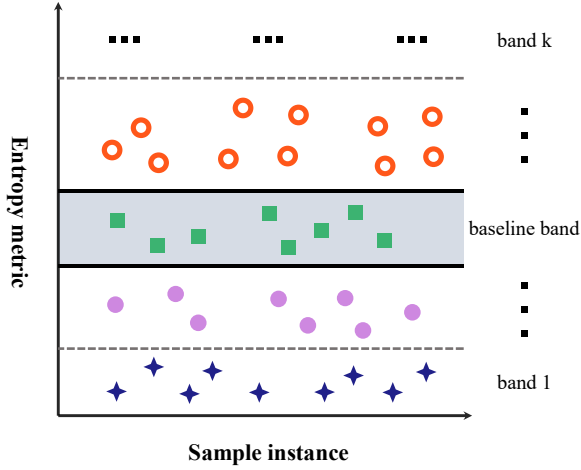 band k
Entropy metric
baseline band
band 1
Sample instance